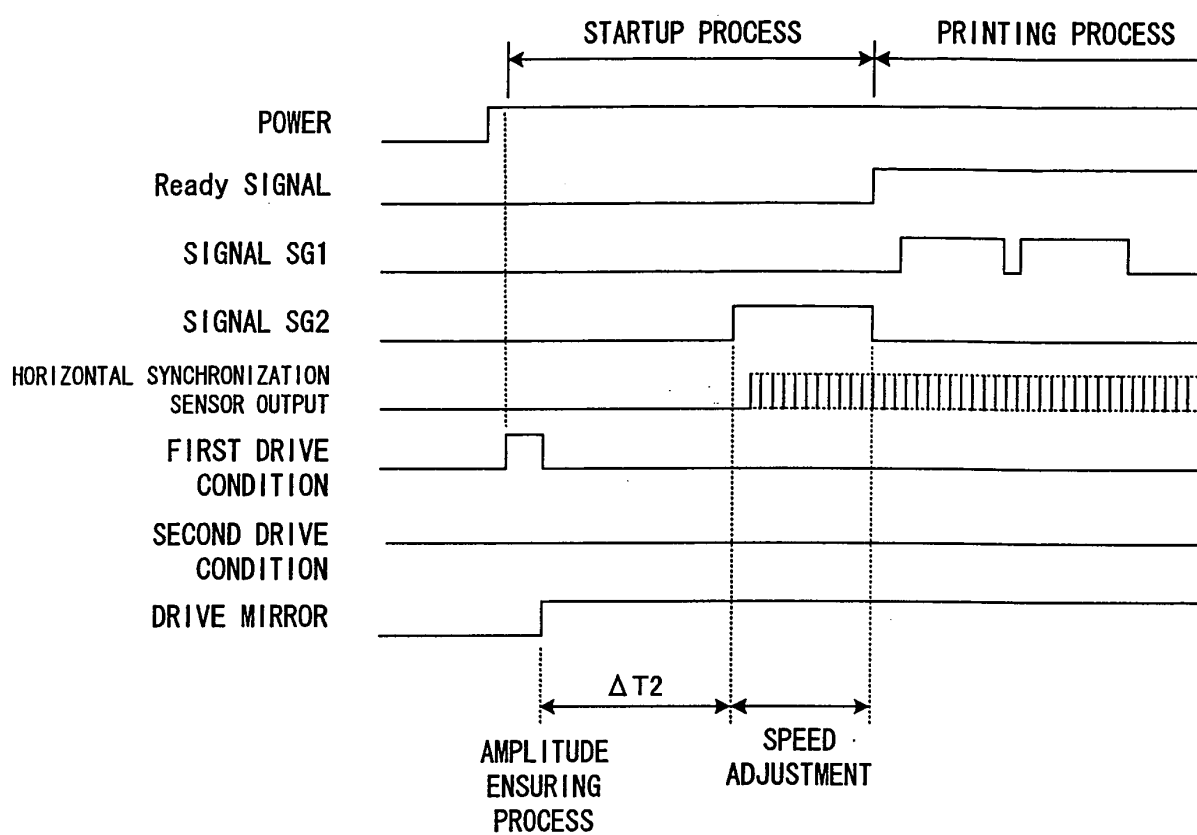 STARTUP PROCESS
PRINTING PROCESS
POWER
Ready SIGNAL
SIGNAL SG1
SIGNAL SG2
HORIZONTAL SYNCHRONIZATION
SENSOR OUTPUT
FIRST DRIVE
CONDITION
SECOND DRIVE
CONDITION
DRIVE MIRROR
ΔT2
AMPLITUDE
ENSURING
PROCESS
SPEED
ADJUSTMENT